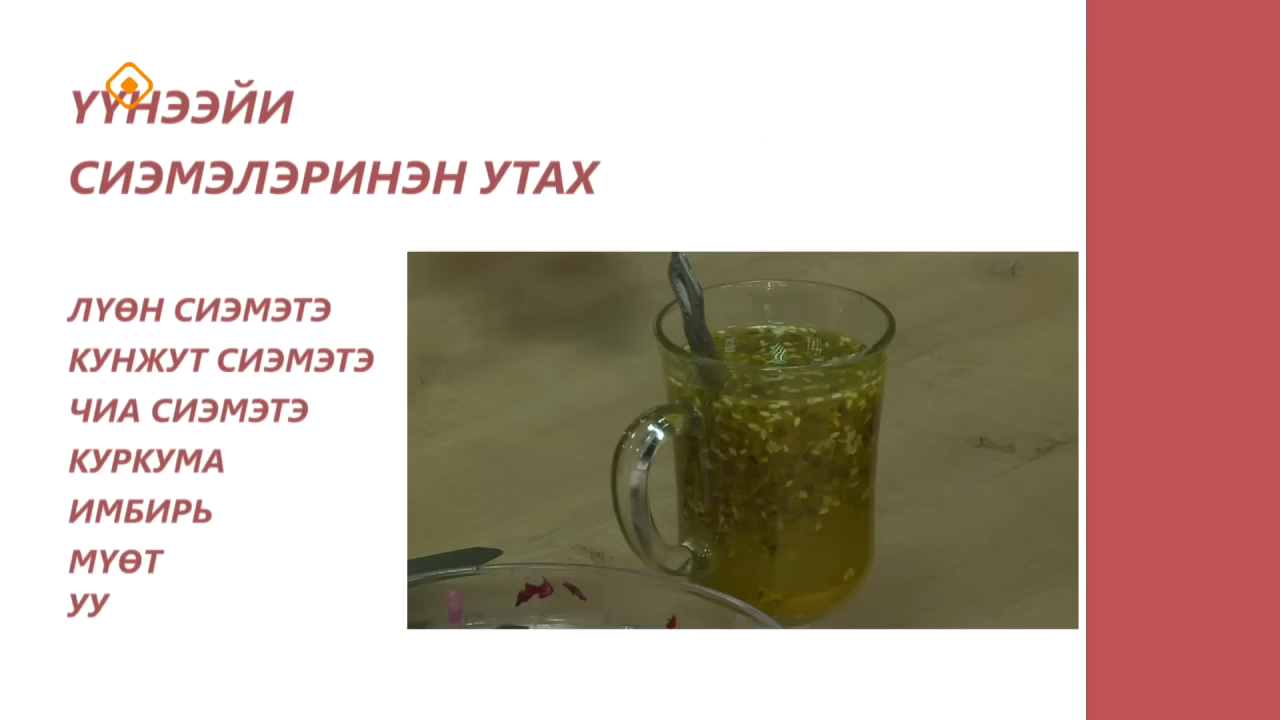 ҮҮНЭЭЙИ
СИЭМЭЛЭРИНЭН УТАХ
ЛҮӨН СИЭМЭТЭ
КУНЖУТ СИЭМЭТЭ
ЧИА СИЭМЭТЭ
КУРКУМА
ИМБИРЬ
МҮӨТ
УУ